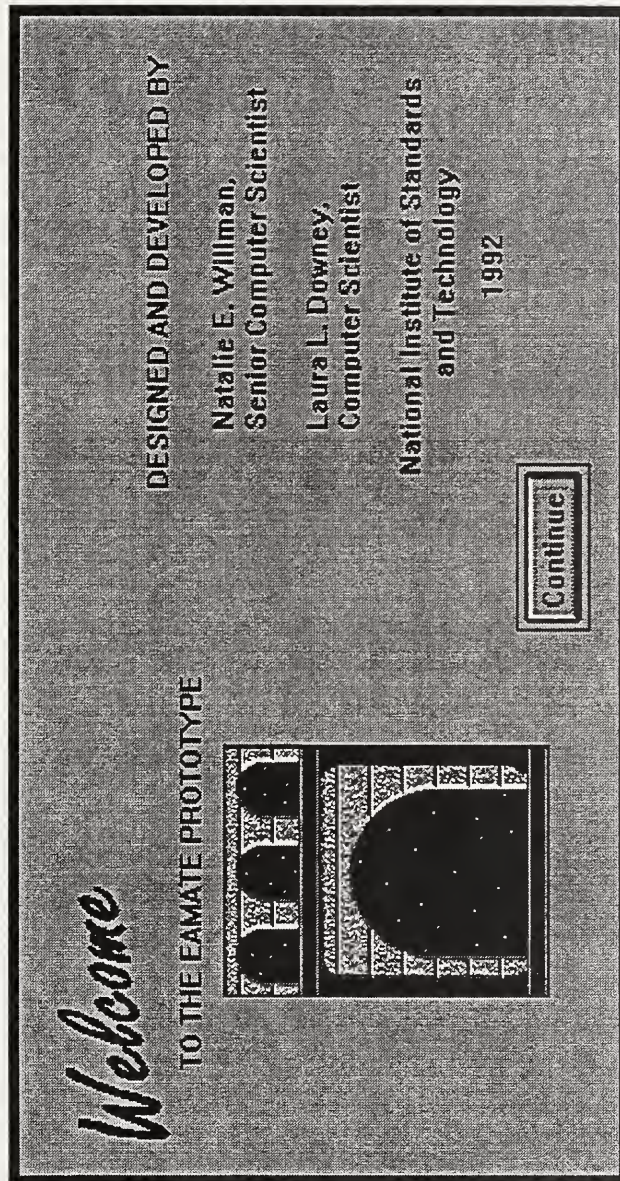 Welcome
TO THE EAMATE PROTOTYPE
DESIGNED AND DEVELOPED BY
Natalie E. Willman,
Senior Computer Scientist
Laura L. Downey,
Computer Scientist
National Institute of Standards
and Technology
1992
Continue